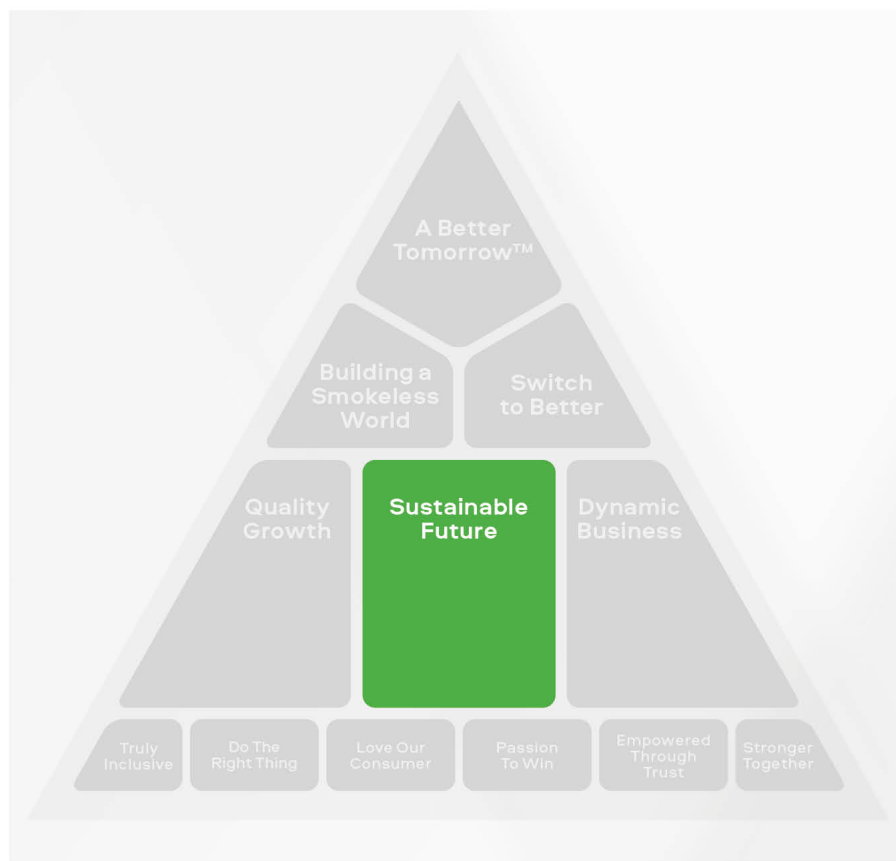 A Better
Tomorrow™
Building a
Smokeless
World
Switch
to Better
Quality
Growth
Sustainable
Future
Dynamic
Business
Truly
Inclusive
Do The
Right Thing
Love Our
Consumer
Passion
To Win
Empowered
Through
Trust
Stronger
Together